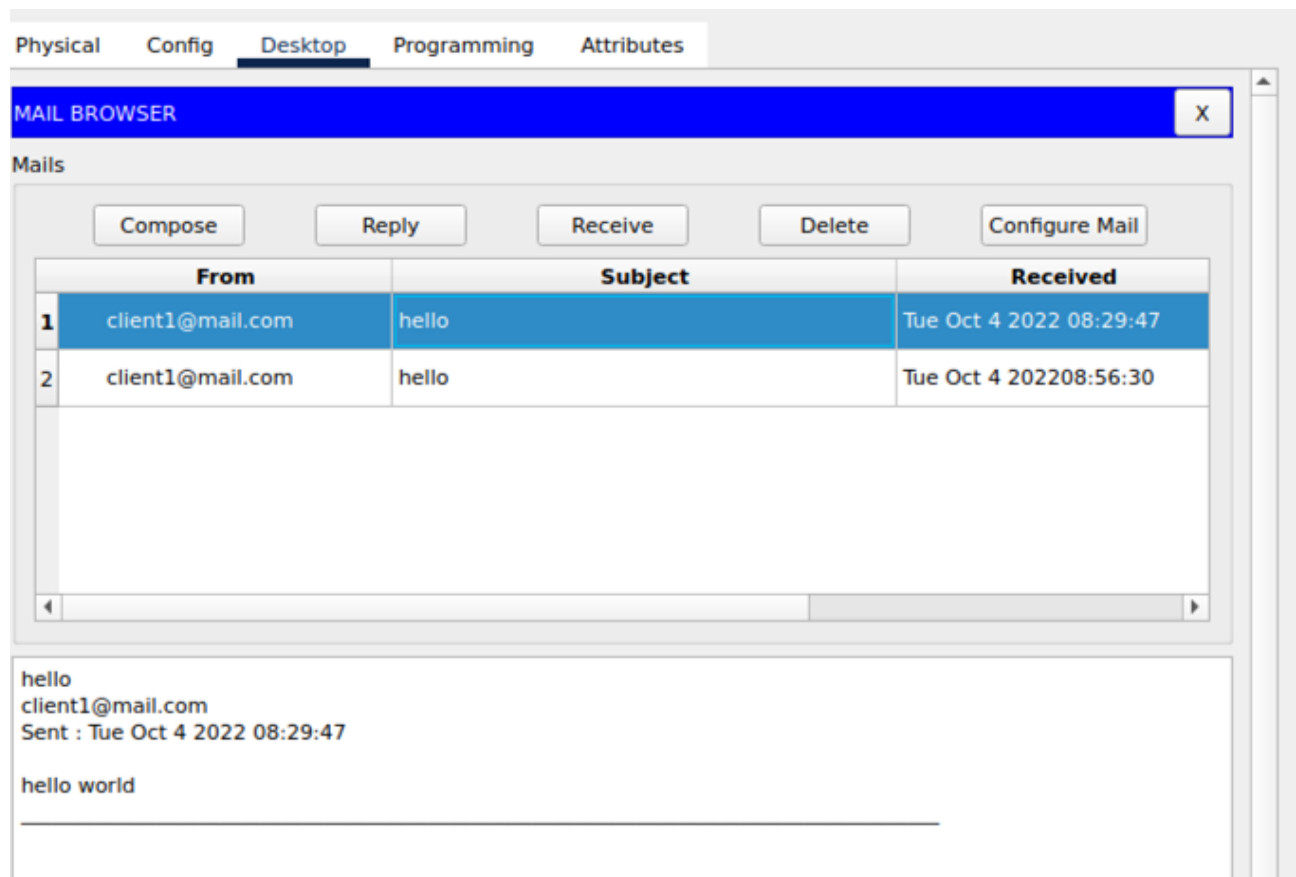 Physical Config Desktop Programming Attributes
MAIL BROWSER X
Mails
Compose Reply Receive Delete Configure Mail
From Subject Received
1 client1@mail.com hello Tue Oct 4 2022 08:29:47
2 client1@mail.com hello Tue Oct 4 202208:56:30
hello
client1@mail.com
Sent : Tue Oct 4 2022 08:29:47
hello world